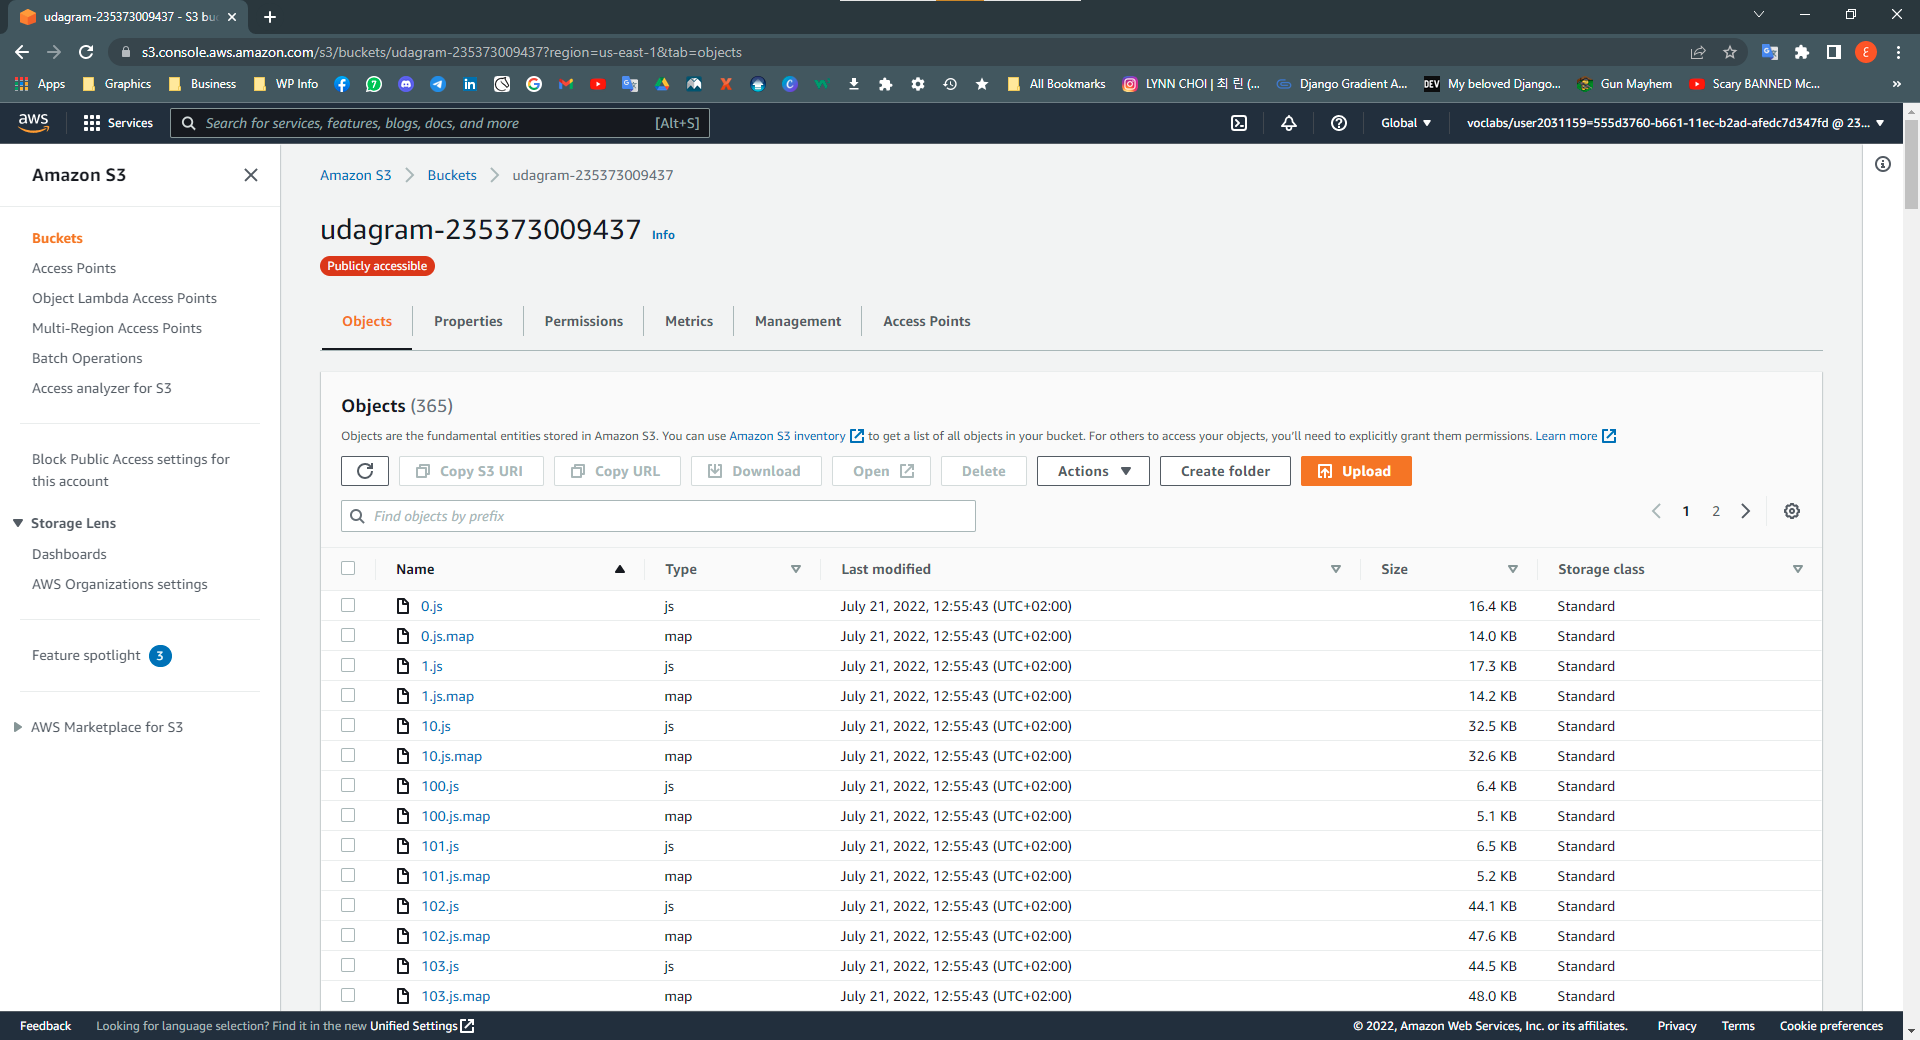 udagram-235373009437 - S3 bu
s3.console.aws.amazon.com/s3/buckets/udagram-235373009437?region=us-east-1&tab=objects
Apps Graphics Business WP Info All Bookmarks LYNN CHOI | 최 린 (... Django Gradient A... DEV My beloved Django... Gun Mayhem Scary BANNED Mc... »
aws Services Search for services, features, blogs, docs, and more [Alt+S] Global voclabs/user2031159=555d3760-b661-11ec-b2ad-afedc7d347fd @ 23...
Amazon S3
Buckets
Access Points
Object Lambda Access Points
Multi-Region Access Points
Batch Operations
Access analyzer for S3
Block Public Access settings for
this account
Storage Lens
Dashboards
AWS Organizations settings
Feature spotlight 3
AWS Marketplace for S3
Amazon S3 Buckets udagram-235373009437
udagram-235373009437 Info
Publicly accessible
Objects Properties Permissions Metrics Management Access Points
Objects (365)
Objects are the fundamental entities stored in Amazon S3. You can use Amazon S3 inventory to get a list of all objects in your bucket. For others to access your objects, you'll need to explicitly grant them permissions. Learn more
Copy S3 URI Copy URL Download Open Delete Actions Create folder Upload
Find objects by prefix 1 2
Name Type Last modified Size Storage class
0.js js July 21, 2022, 12:55:43 (UTC+02:00) 16.4 KB Standard
0.js.map map July 21, 2022, 12:55:43 (UTC+02:00) 14.0 KB Standard
1.js js July 21, 2022, 12:55:43 (UTC+02:00) 17.3 KB Standard
1.js.map map July 21, 2022, 12:55:43 (UTC+02:00) 14.2 KB Standard
10.js js July 21, 2022, 12:55:43 (UTC+02:00) 32.5 KB Standard
10.js.map map July 21, 2022, 12:55:43 (UTC+02:00) 32.6 KB Standard
100.js js July 21, 2022, 12:55:43 (UTC+02:00) 6.4 KB Standard
100.js.map map July 21, 2022, 12:55:43 (UTC+02:00) 5.1 KB Standard
101.js js July 21, 2022, 12:55:43 (UTC+02:00) 6.5 KB Standard
101.js.map map July 21, 2022, 12:55:43 (UTC+02:00) 5.2 KB Standard
102.js js July 21, 2022, 12:55:43 (UTC+02:00) 44.1 KB Standard
102.js.map map July 21, 2022, 12:55:43 (UTC+02:00) 47.6 KB Standard
103.js js July 21, 2022, 12:55:43 (UTC+02:00) 44.5 KB Standard
103.js.map map July 21, 2022, 12:55:43 (UTC+02:00) 48.0 KB Standard
Feedback Looking for language selection? Find it in the new Unified Settings © 2022, Amazon Web Services, Inc. or its affiliates. Privacy Terms Cookie preferences